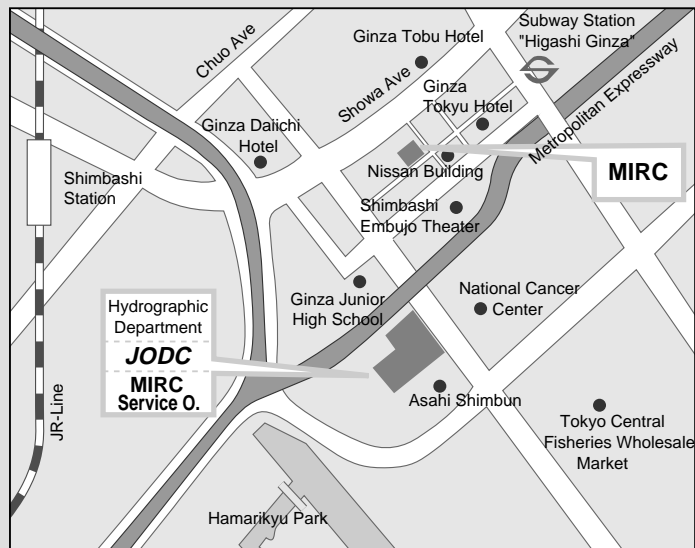 Subway Station
"Higashi Ginza"
Ginza Tobu Hotel
Chuo Ave
Showa Ave
Ginza
Tokyu Hotel
Metropolitan Expressway
Ginza Daiichi
Hotel
Nissan Building
MIRC
Shimbashi
Station
Shimbashi
Embujo Theater
Hydrographic
Department
JODC
MIRC
Service O.
Ginza Junior
High School
National Cancer
Center
JR-Line
Asahi Shimbun
Tokyo Central
Fisheries Wholesale
Market
Hamarikyu Park